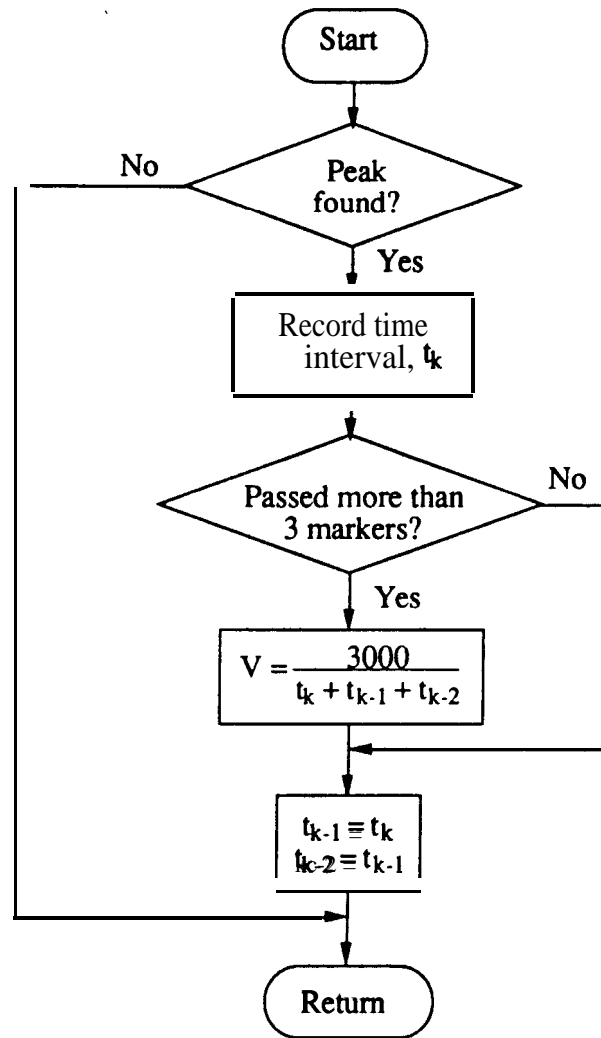 Start
No
Peak
found?
Yes
Record time
interval, tk
No
Passed more than
3 markers?
Yes
V = 3000 / tk + tk-1 + tk-2
tk-1 = tk
tk-2 = tk-1
Return